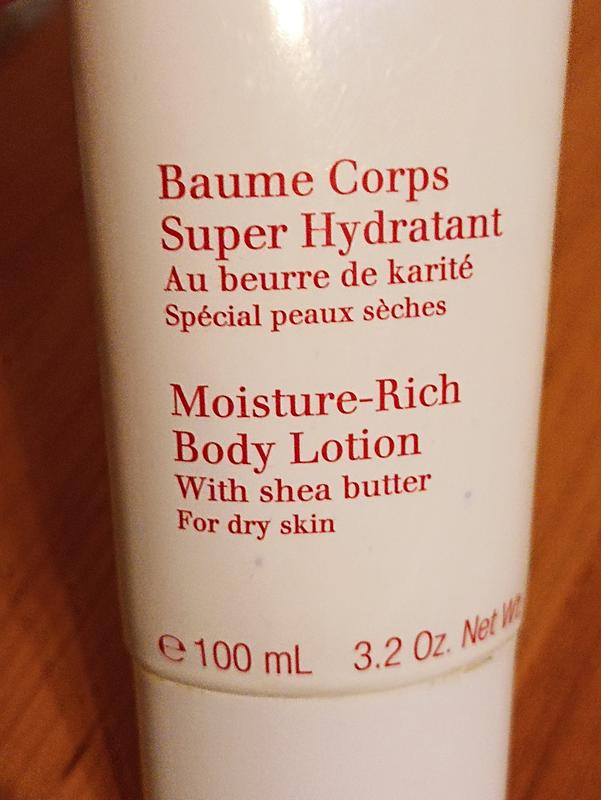 Baume Corps
Super Hydratant
Au beurre de karité
Spécial peaux sèches
Moisture-Rich
Body Lotion
With shea butter
For dry skin
℮ 100 mL 3.2 Oz. Net Wt.